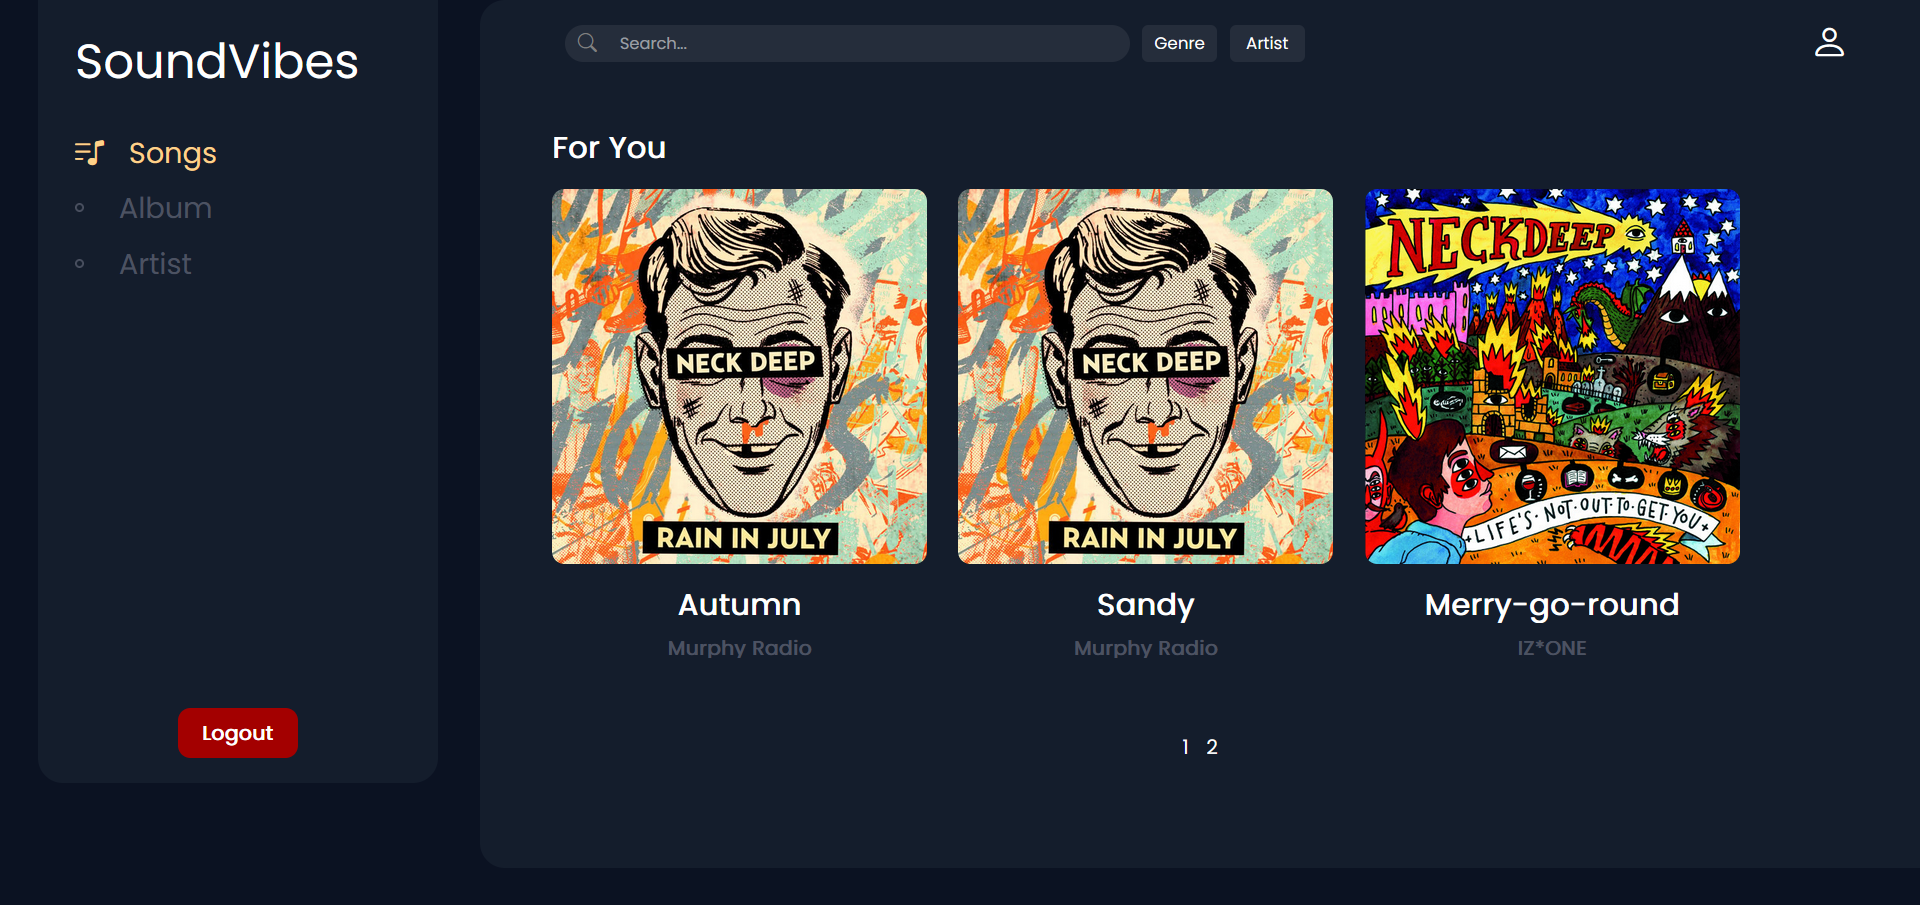 SoundVibes
Songs
Album
Artist
Logout
Search...
Genre
Artist
For You
NECK DEEP
RAIN IN JULY
Autumn
Murphy Radio
NECK DEEP
RAIN IN JULY
Sandy
Murphy Radio
NECK DEEP
LIFE'S·NOT·OUT·TO·GET·YOU
Merry-go-round
IZ*ONE
1 2